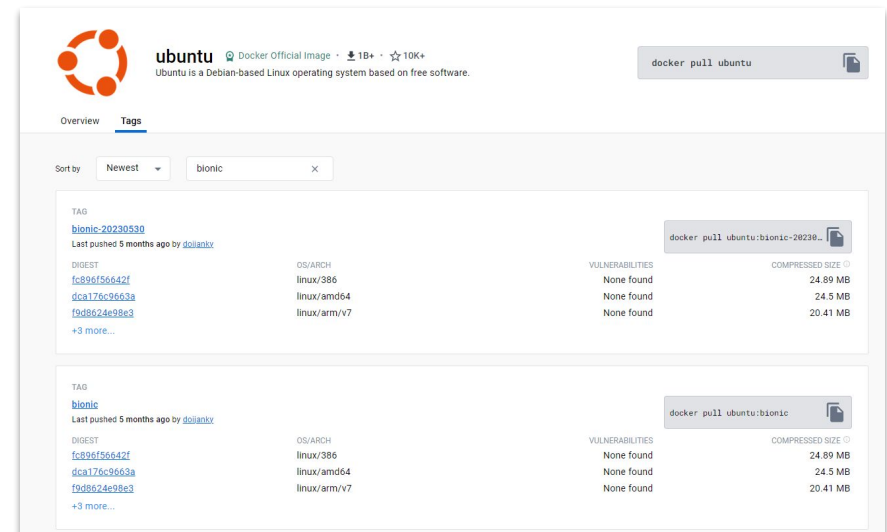 ubuntu Docker Official Image · 1B+ · 10K+
Ubuntu is a Debian-based Linux operating system based on free software.
docker pull ubuntu
Overview Tags
Sort by Newest bionic ×
TAG
bionic-20230530
Last pushed 5 months ago by doijanky
docker pull ubuntu:bionic-20230…
DIGEST OS/ARCH VULNERABILITIES COMPRESSED SIZE
fc896f56642f linux/386 None found 24.89 MB
dca176c9663a linux/amd64 None found 24.5 MB
f9d8624e98e3 linux/arm/v7 None found 20.41 MB
+3 more...
TAG
bionic
Last pushed 5 months ago by doijanky
docker pull ubuntu:bionic
DIGEST OS/ARCH VULNERABILITIES COMPRESSED SIZE
fc896f56642f linux/386 None found 24.89 MB
dca176c9663a linux/amd64 None found 24.5 MB
f9d8624e98e3 linux/arm/v7 None found 20.41 MB
+3 more...